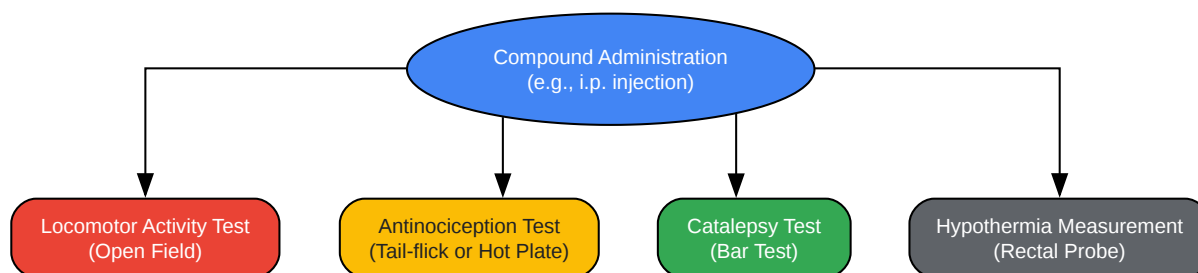 Compound Administration
(e.g., i.p. injection)
Locomotor Activity Test
(Open Field)
Antinociception Test
(Tail-flick or Hot Plate)
Catalepsy Test
(Bar Test)
Hypothermia Measurement
(Rectal Probe)